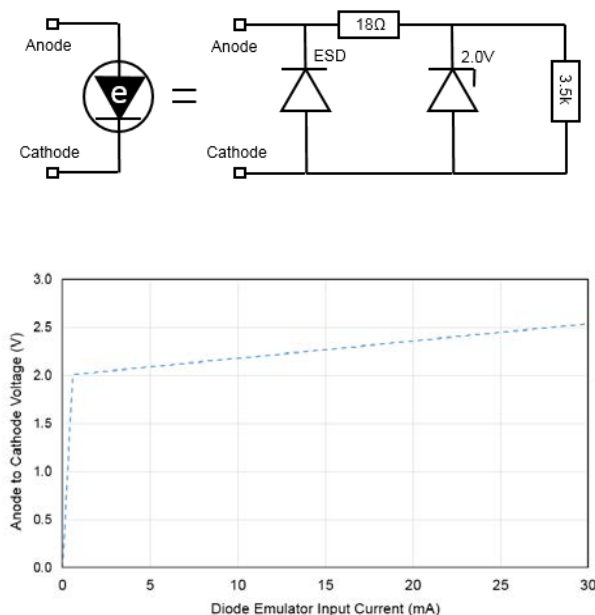 Anode
e
=
Cathode
Anode
18Ω
ESD
2.0V
3.5k
Cathode
3.0
2.5
2.0
1.5
1.0
0.5
0.0
Anode to Cathode Voltage (V)
0 5 10 15 20 25 30
Diode Emulator Input Current (mA)